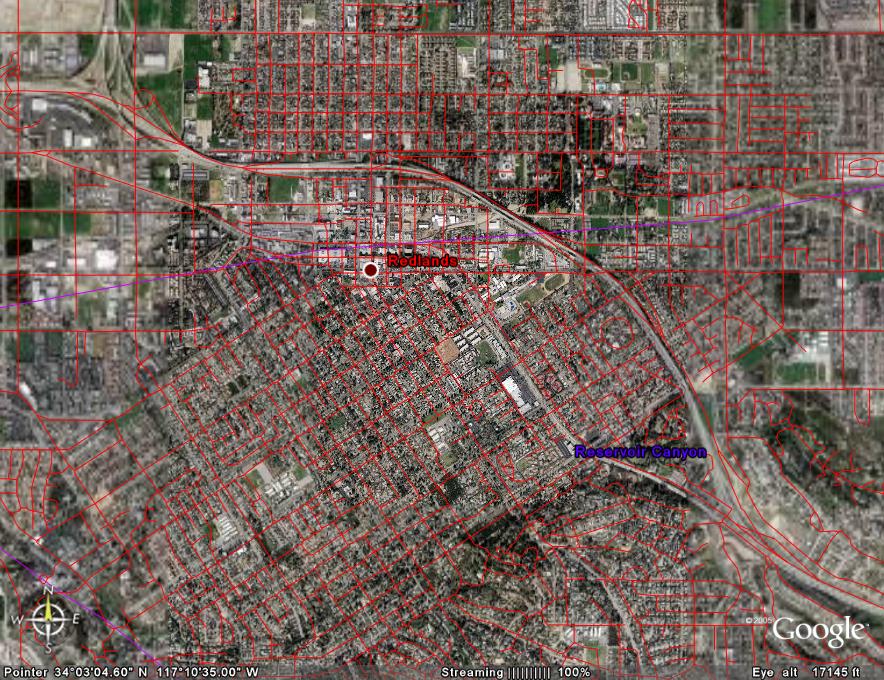 Redlands
Reservoir Canyon
N
W E
S
©2005 Google
Pointer 34°03'04.60" N 117°10'35.00" W Streaming |||||||||| 100% Eye alt 17145 ft